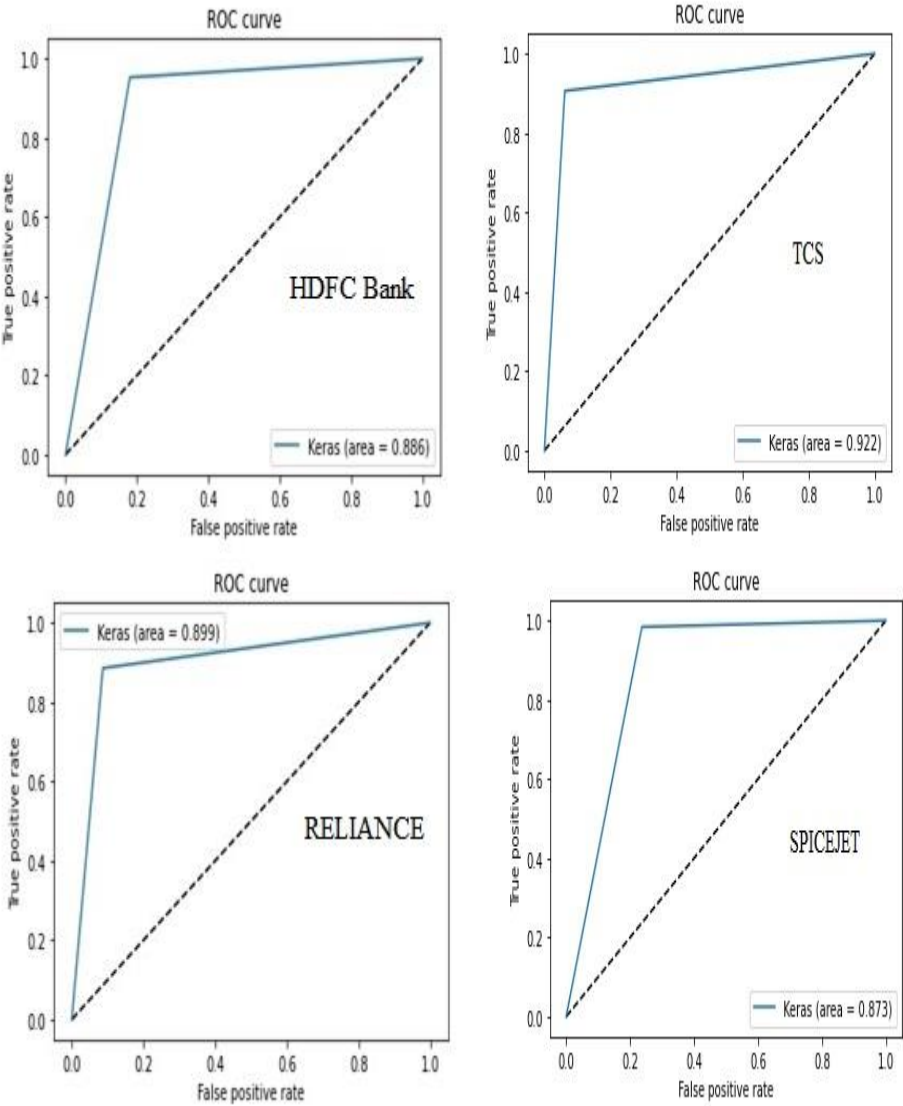 ROC curve
1.0
0.8
0.6
0.4
0.2
0.0
True positive rate
HDFC Bank
Keras (area = 0.886)
0.0 0.2 0.4 0.6 0.8 1.0
False positive rate
ROC curve
1.0
0.8
0.6
0.4
0.2
0.0
True positive rate
TCS
Keras (area = 0.922)
0.0 0.2 0.4 0.6 0.8 1.0
False positive rate
ROC curve
Keras (area = 0.899)
1.0
0.8
0.6
0.4
0.2
0.0
True positive rate
RELIANCE
0.0 0.2 0.4 0.6 0.8 1.0
False positive rate
ROC curve
1.0
0.8
0.6
0.4
0.2
0.0
True positive rate
SPICEJET
Keras (area = 0.873)
0.0 0.2 0.4 0.6 0.8 1.0
False positive rate